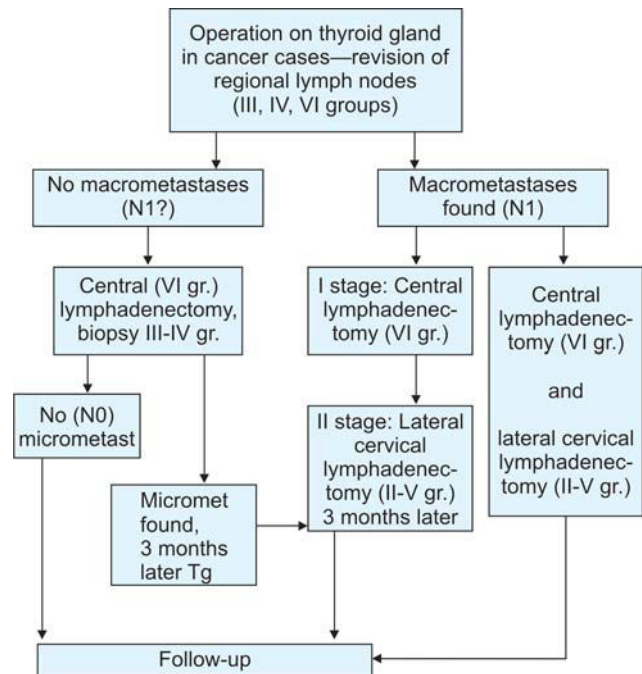 Operation on thyroid gland
in cancer cases—revision of
regional lymph nodes
(III, IV, VI groups)
No macrometastases
(N1?)
Macrometastases
found (N1)
Central (VI gr.)
lymphadenectomy,
biopsy III-IV gr.
I stage: Central
lymphadenec-
tomy (VI gr.)
Central
lymphadenec-
tomy (VI gr.)
and
lateral cervical
lymphadenec-
tomy (II-V gr.)
No (N0)
micrometast
II stage: Lateral
cervical
lymphadenec-
tomy (II-V gr.)
3 months later
Micromet
found,
3 months
later Tg
Follow-up